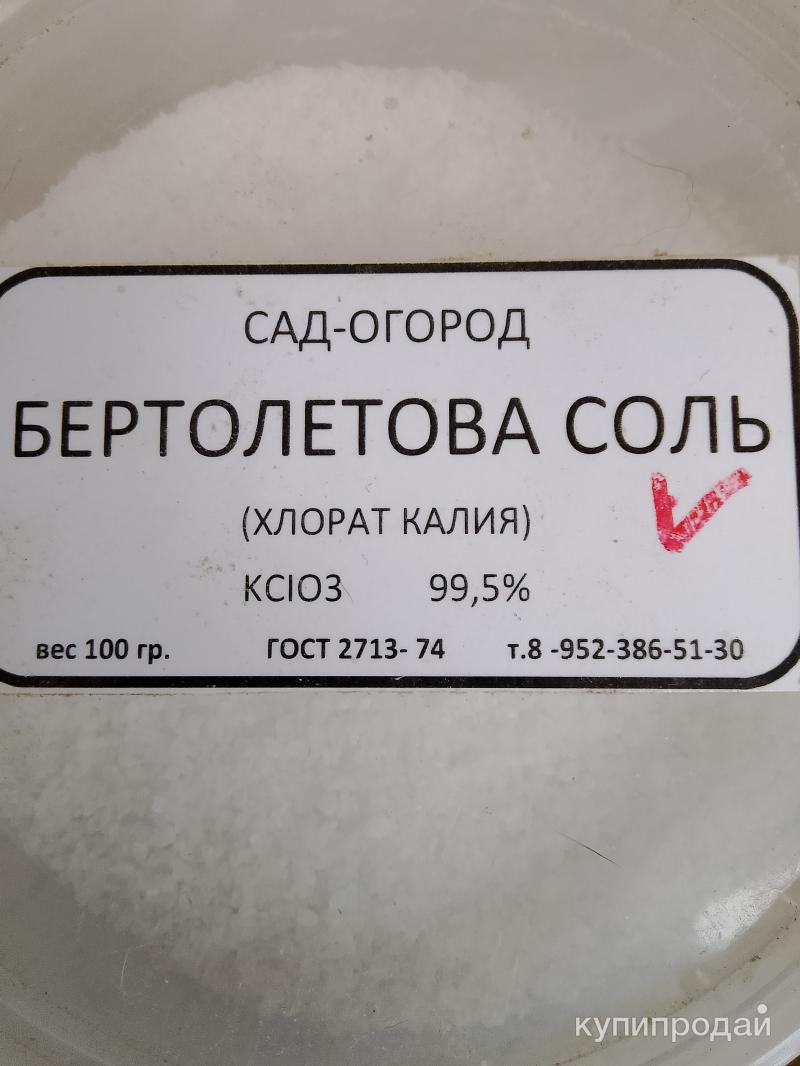 САД-ОГОРОД
БЕРТОЛЕТОВА СОЛЬ
(ХЛОРАТ КАЛИЯ)
KClO3 99,5%
вес 100 гр. ГОСТ 2713- 74 т.8 -952-386-51-30
купипродай